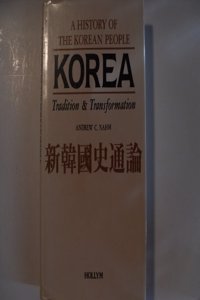 A HISTORY OF
THE KOREAN PEOPLE
KOREA
Tradition & Transformation
ANDREW C. NAHM
新韓國史通論
HOLLYM